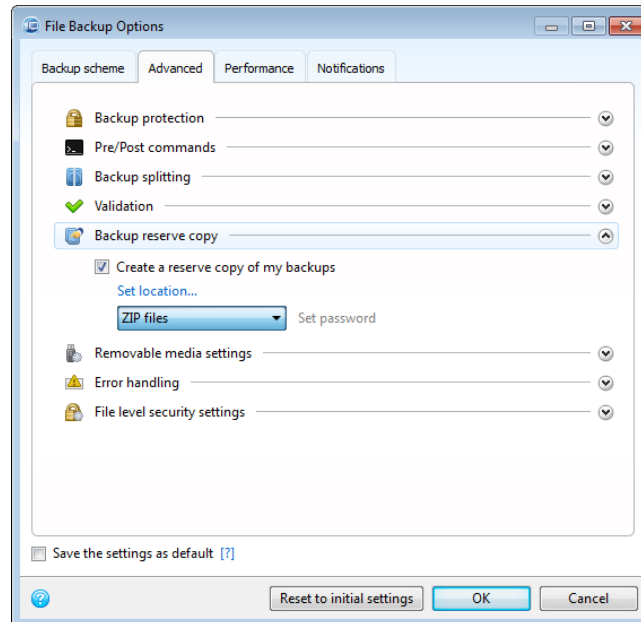 File Backup Options
Backup scheme Advanced Performance Notifications
Backup protection
Pre/Post commands
Backup splitting
Validation
Backup reserve copy
Create a reserve copy of my backups
Set location...
ZIP files Set password
Removable media settings
Error handling
File level security settings
Save the settings as default [?]
Reset to initial settings OK Cancel